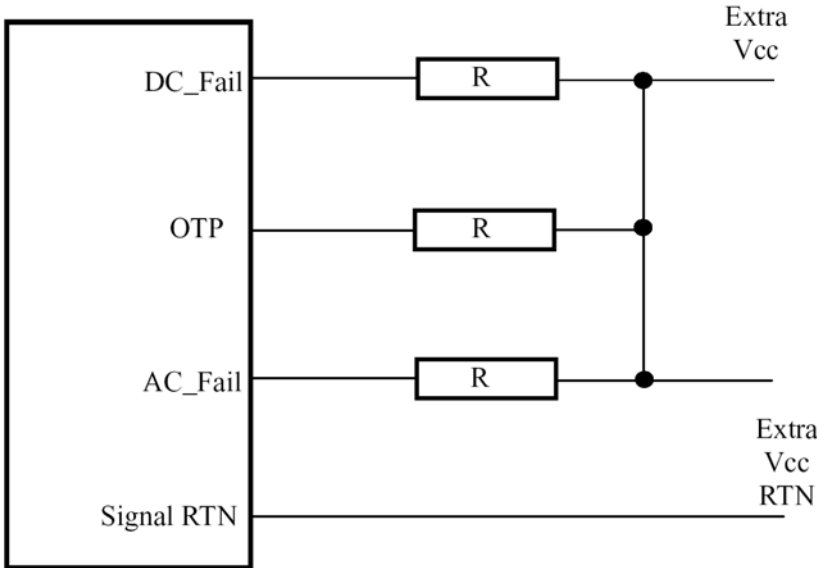 Extra
Vcc
DC_Fail
R
OTP
R
AC_Fail
R
Extra
Vcc
RTN
Signal RTN